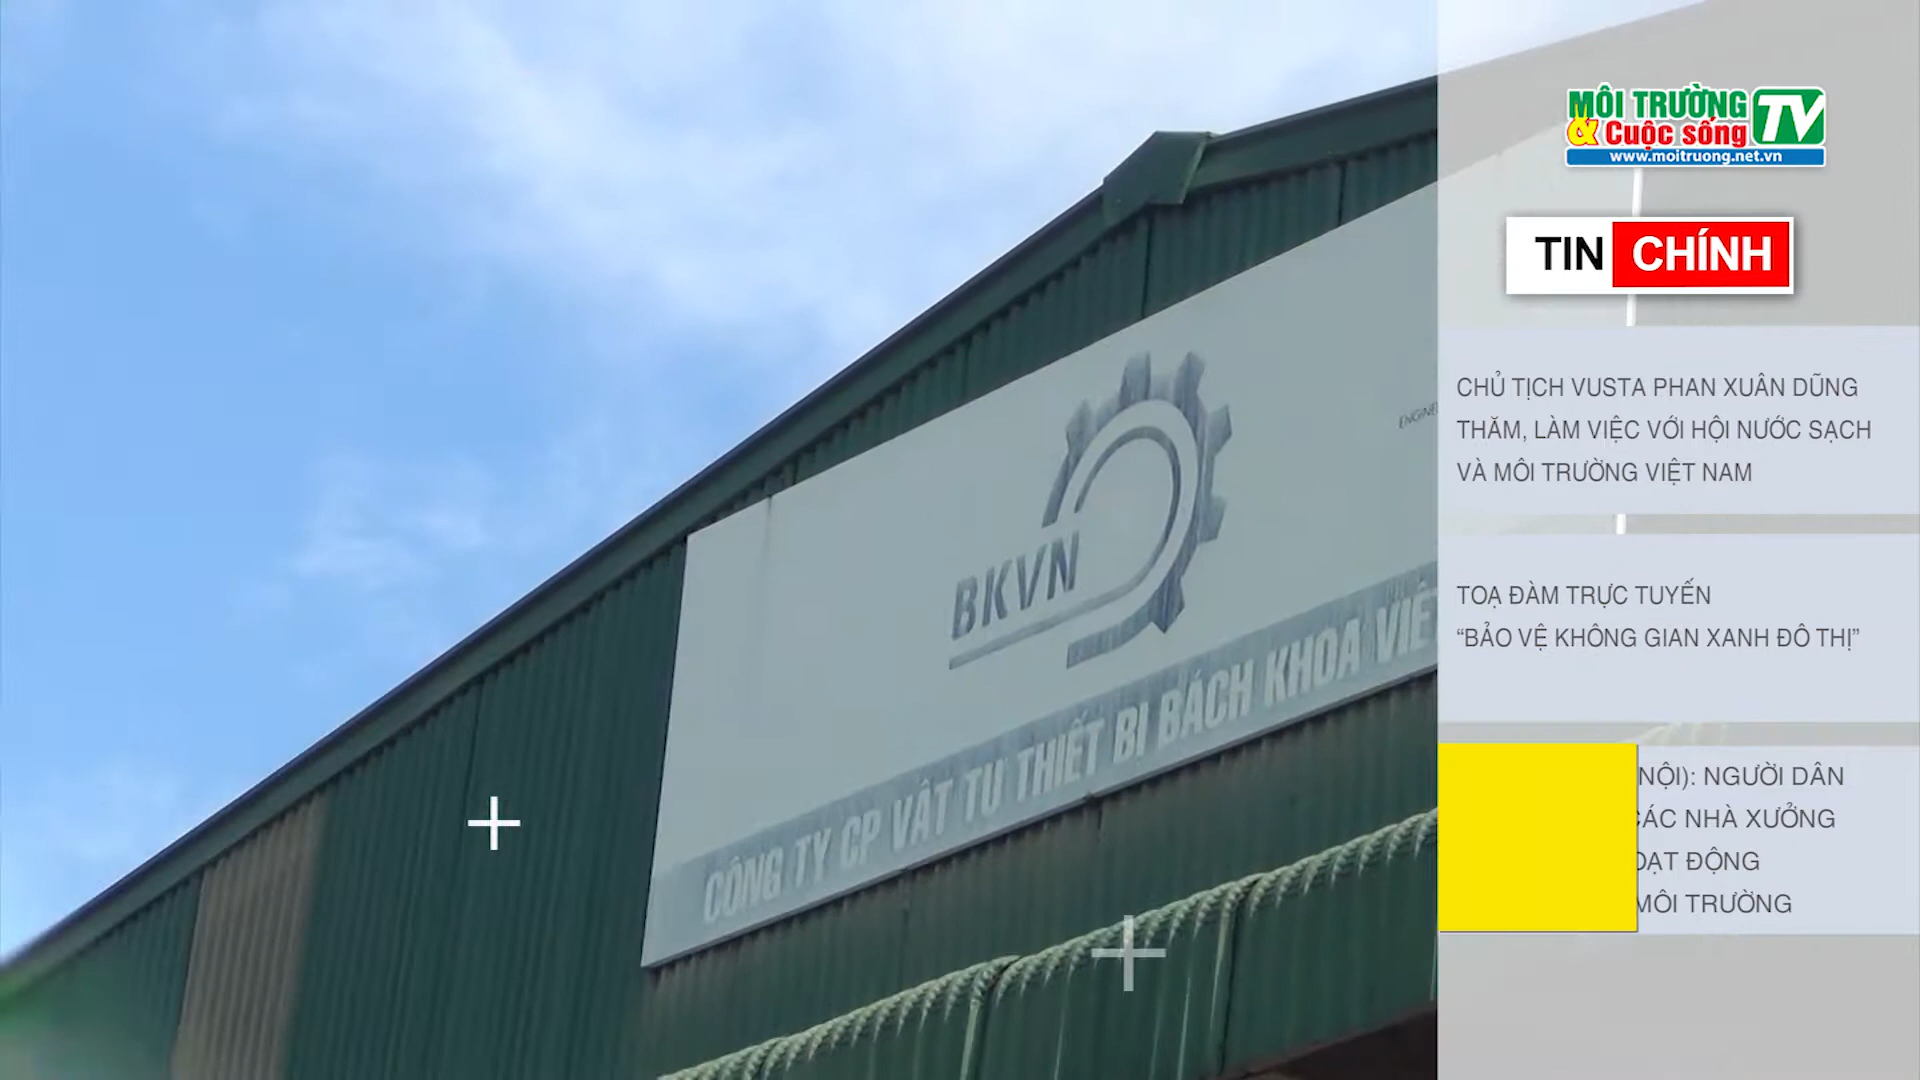 MÔI TRƯỜNG
& Cuộc sống
TV
www.moitruong.net.vn
TIN CHÍNH
CHỦ TỊCH VUSTA PHAN XUÂN DŨNG
THĂM, LÀM VIỆC VỚI HỘI NƯỚC SẠCH
VÀ MÔI TRƯỜNG VIỆT NAM
TOẠ ĐÀM TRỰC TUYẾN
“BẢO VỆ KHÔNG GIAN XANH ĐÔ THỊ”
NỘI): NGƯỜI DÂN
CÁC NHÀ XƯỞNG
ĐỘNG
MÔI TRƯỜNG
BKVN
CÔNG TY CP VẬT TƯ THIẾT BỊ BÁCH KHOA